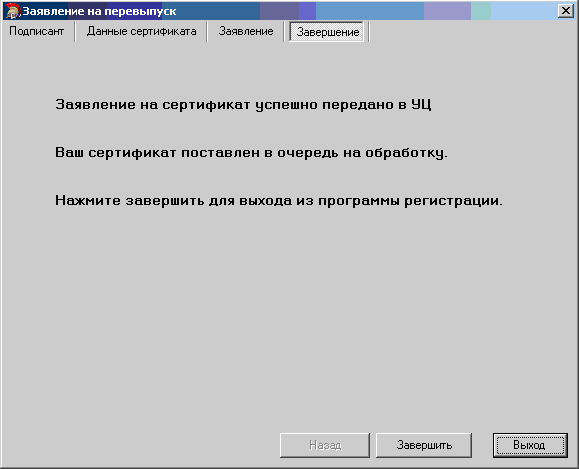 Заявление на перевыпуск
Подписант Данные сертификата Заявление Завершение
Заявление на сертификат успешно передано в УЦ
Ваш сертификат поставлен в очередь на обработку.
Нажмите завершить для выхода из программы регистрации.
Назад Завершить Выход